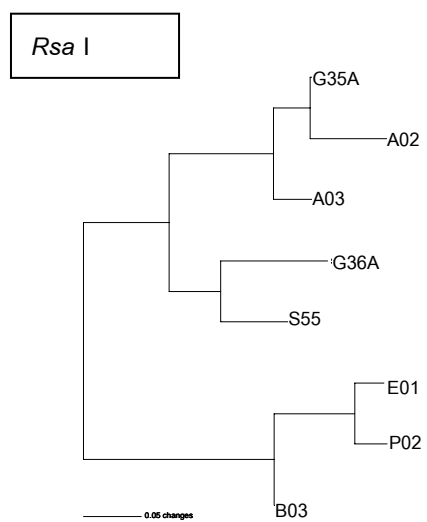 Rsa I
G35A
A02
A03
G36A
S55
E01
P02
B03
0.05 changes